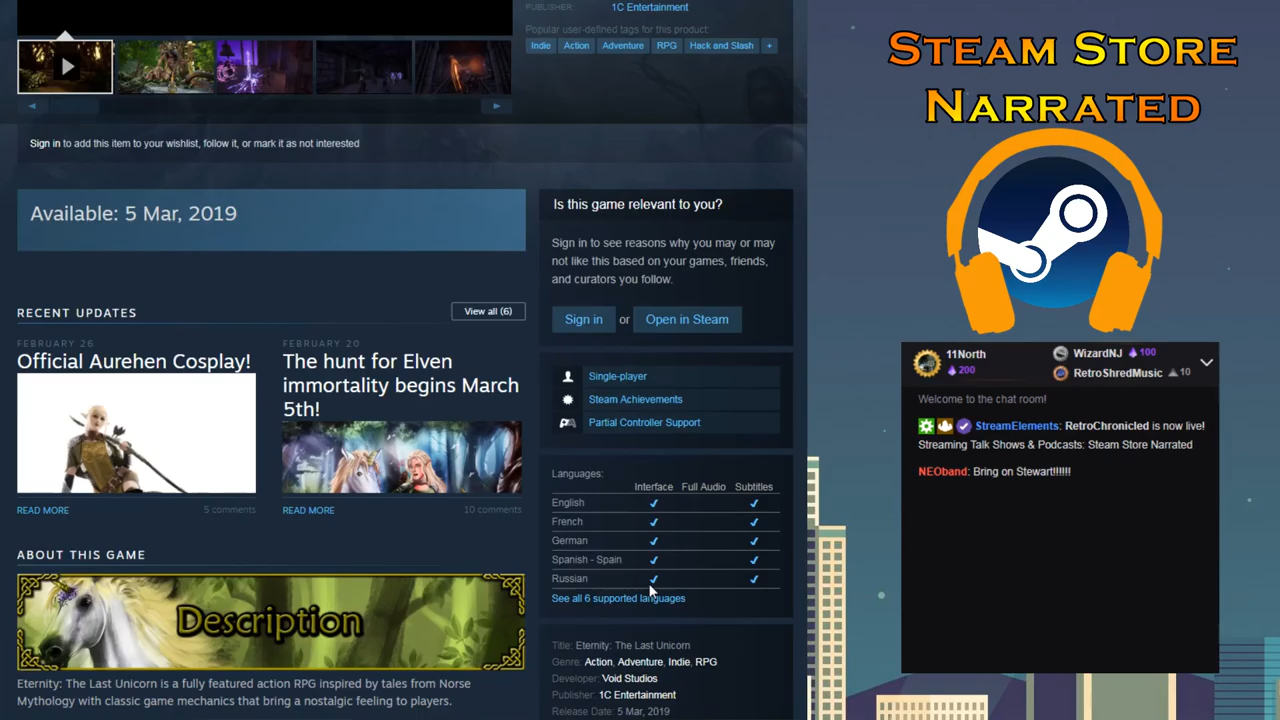 PUBLISHER: 1C Entertainment
Popular user-defined tags for this product:
Indie Action Adventure RPG Hack and Slash +
Sign in to add this item to your wishlist, follow it, or mark it as not interested
Available: 5 Mar, 2019
RECENT UPDATES View all (6)
FEBRUARY 26
Official Aurehen Cosplay!
READ MORE 5 comments
FEBRUARY 20
The hunt for Elven
immortality begins March
5th!
READ MORE 10 comments
ABOUT THIS GAME
Description
Eternity: The Last Unicorn is a fully featured action RPG inspired by tales from Norse
Mythology with classic game mechanics that bring a nostalgic feeling to players.
Is this game relevant to you?
Sign in to see reasons why you may or may
not like this based on your games, friends,
and curators you follow.
Sign in or Open in Steam
Single-player
Steam Achievements
Partial Controller Support
Languages:
Interface Full Audio Subtitles
English
French
German
Spanish - Spain
Russian
See all 6 supported languages
Title: Eternity: The Last Unicorn
Genre: Action, Adventure, Indie, RPG
Developer: Void Studios
Publisher: 1C Entertainment
Release Date: 5 Mar, 2019
STEAM STORE
NARRATED
11North
200
WizardNJ 100
RetroShredMusic 10
Welcome to the chat room!
StreamElements: RetroChronicled is now live!
Streaming Talk Shows & Podcasts: Steam Store Narrated
NEOband: Bring on Stewart!!!!!!